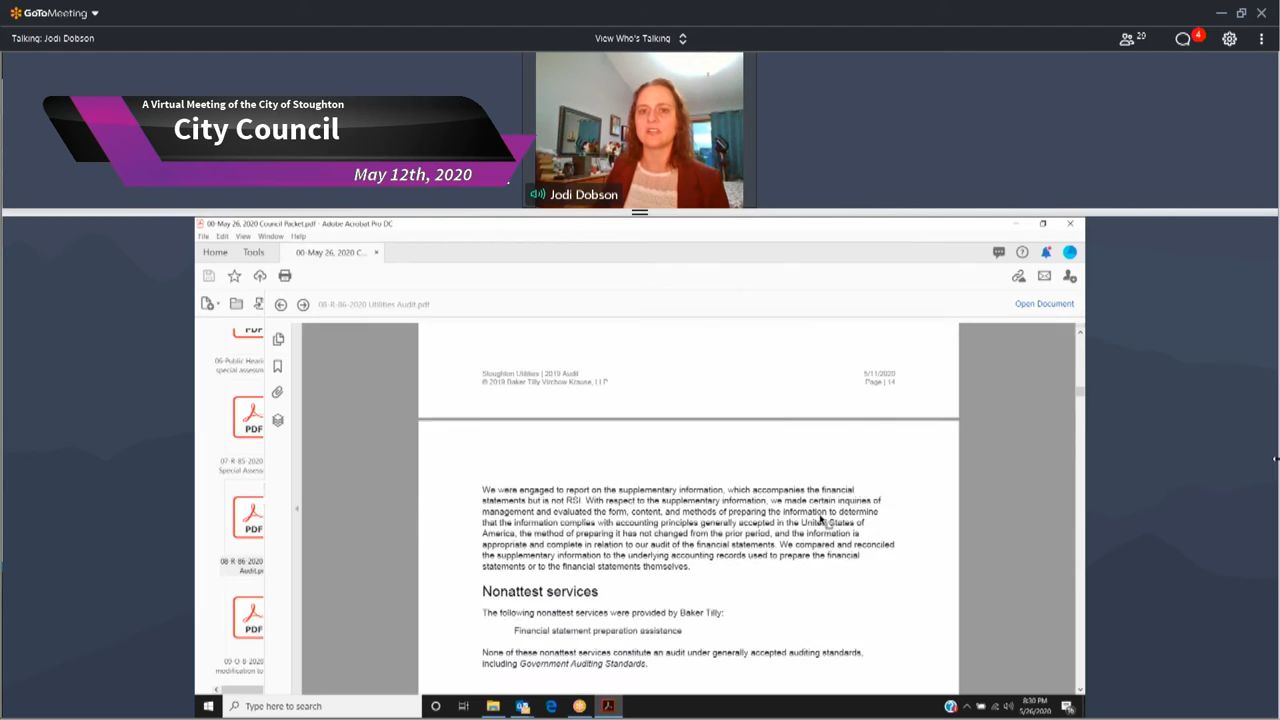 GoToMeeting
Talking: Jodi Dobson
View Who's Talking
29
4
A Virtual Meeting of the City of Stoughton
City Council
May 12th, 2020
Jodi Dobson
00-May 26, 2020 Council Packet.pdf - Adobe Acrobat Pro DC
File Edit View Window Help
Home Tools 00-May 26, 2020 C... ×
08-R-86-2020 Utilities Audit.pdf
Open Document
PDF
06-Public Heari
special assessm
PDF
07-R-85-2020
Special Assess
PDF
08-R-86-2020
Audit.p
PDF
09-O-8-2020
modification to
Stoughton Utilities | 2019 Audit
© 2019 Baker Tilly Virchow Krause, LLP
5/11/2020
Page | 14
We were engaged to report on the supplementary information, which accompanies the financial
statements but is not RSI. With respect to the supplementary information, we made certain inquiries of
management and evaluated the form, content, and methods of preparing the information to determine
that the information complies with accounting principles generally accepted in the United States of
America, the method of preparing it has not changed from the prior period, and the information is
appropriate and complete in relation to our audit of the financial statements. We compared and reconciled
the supplementary information to the underlying accounting records used to prepare the financial
statements or to the financial statements themselves.
Nonattest services
The following nonattest services were provided by Baker Tilly:
Financial statement preparation assistance
None of these nonattest services constitute an audit under generally accepted auditing standards,
including Government Auditing Standards.
Type here to search
8:30 PM
5/26/2020